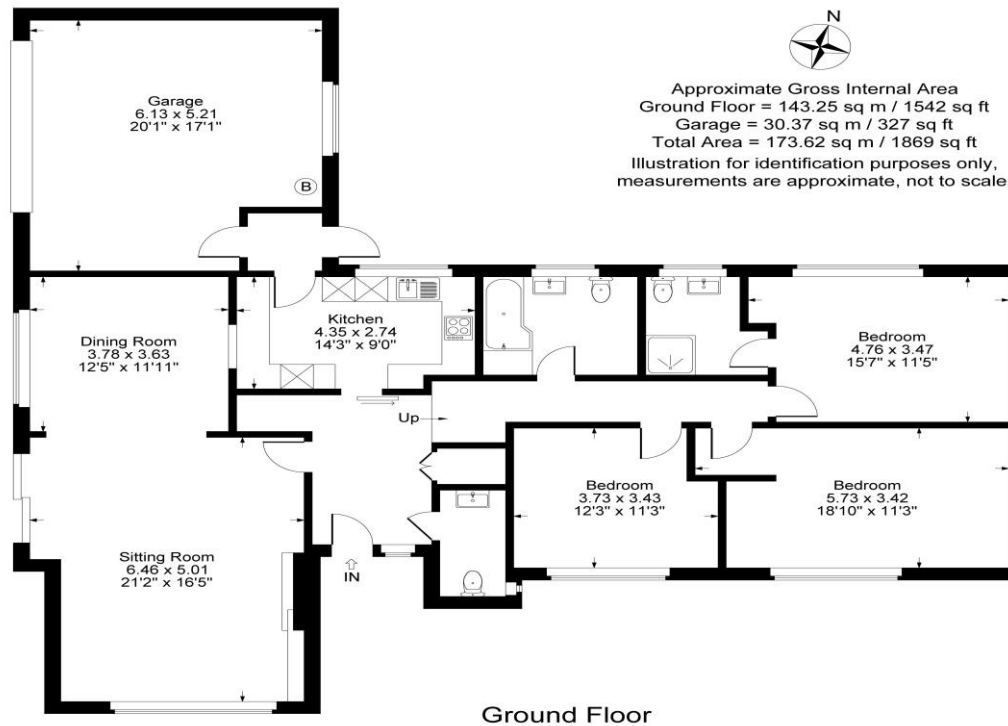 N
Approximate Gross Internal Area
Ground Floor = 143.25 sq m / 1542 sq ft
Garage = 30.37 sq m / 327 sq ft
Total Area = 173.62 sq m / 1869 sq ft
Illustration for identification purposes only,
measurements are approximate, not to scale
Garage
6.13 x 5.21
20'1" x 17'1"
B
Dining Room
3.78 x 3.63
12'5" x 11'11"
Kitchen
4.35 x 2.74
14'3" x 9'0"
Bedroom
4.76 x 3.47
15'7" x 11'5"
Up
Bedroom
3.73 x 3.43
12'3" x 11'3"
Bedroom
5.73 x 3.42
18'10" x 11'3"
Sitting Room
6.46 x 5.01
21'2" x 16'5"
IN
Ground Floor